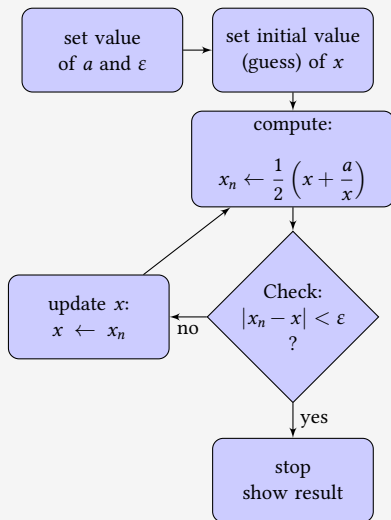 set value
of a and ε
set initial value
(guess) of x
compute:
xₙ ← 1/2 (x + a/x)
Check:
|xₙ − x| < ε
?
no
update x:
x ← xₙ
yes
stop
show result